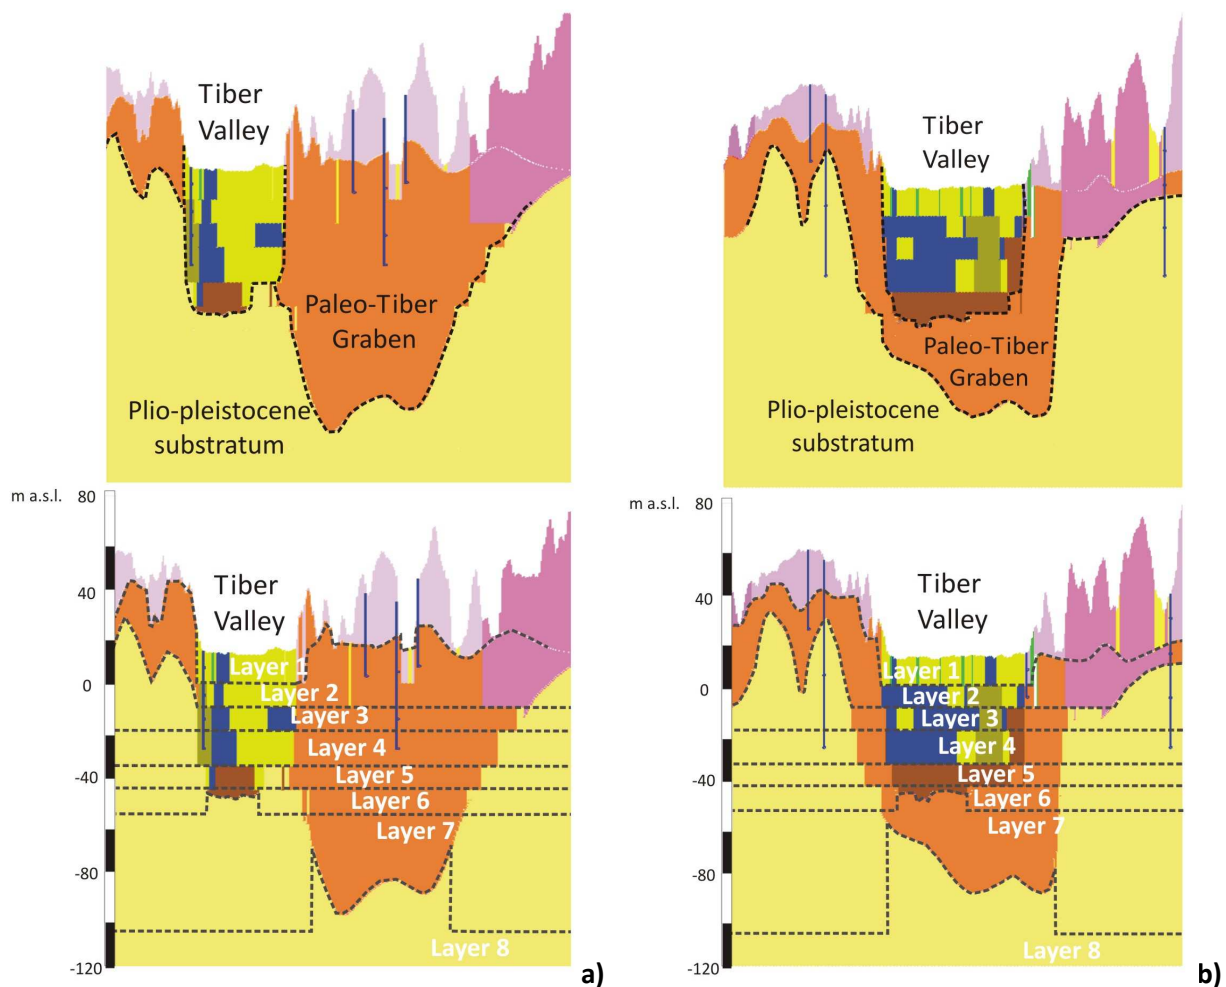 Tiber
Valley
Paleo-Tiber
Graben
Plio-pleistocene
substratum
Tiber
Valley
Paleo-Tiber
Graben
Plio-pleistocene
substratum
m a.s.l.
80
40
0
-40
-80
-120
Tiber
Valley
Layer 1
Layer 2
Layer 3
Layer 4
Layer 5
Layer 6
Layer 7
Layer 8
a)
m a.s.l.
80
40
0
-40
-80
-120
Tiber
Valley
Layer 1
Layer 2
Layer 3
Layer 4
Layer 5
Layer 6
Layer 7
Layer 8
b)